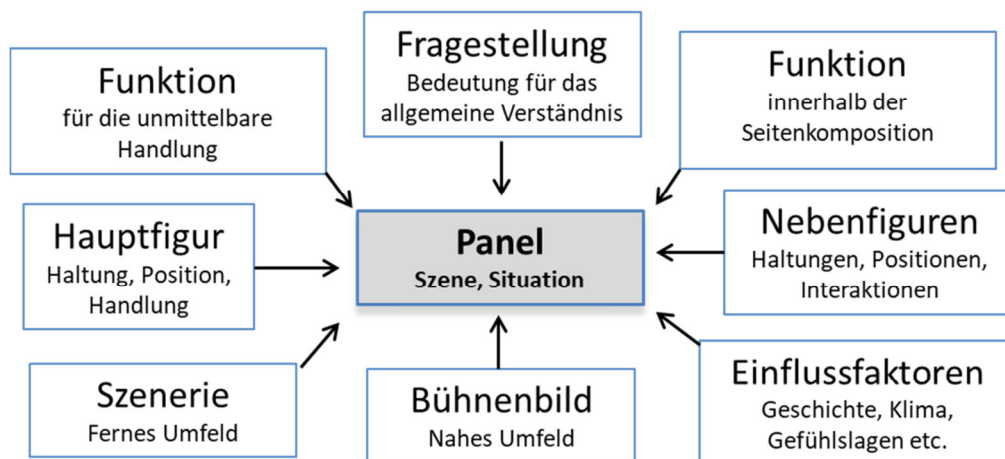 Funktion
für die unmittelbare
Handlung
Fragestellung
Bedeutung für das
allgemeine Verständnis
Funktion
innerhalb der
Seitenkomposition
Hauptfigur
Haltung, Position,
Handlung
Panel
Szene, Situation
Nebenfiguren
Haltungen, Positionen,
Interaktionen
Szenerie
Fernes Umfeld
Bühnenbild
Nahes Umfeld
Einflussfaktoren
Geschichte, Klima,
Gefühlslagen etc.